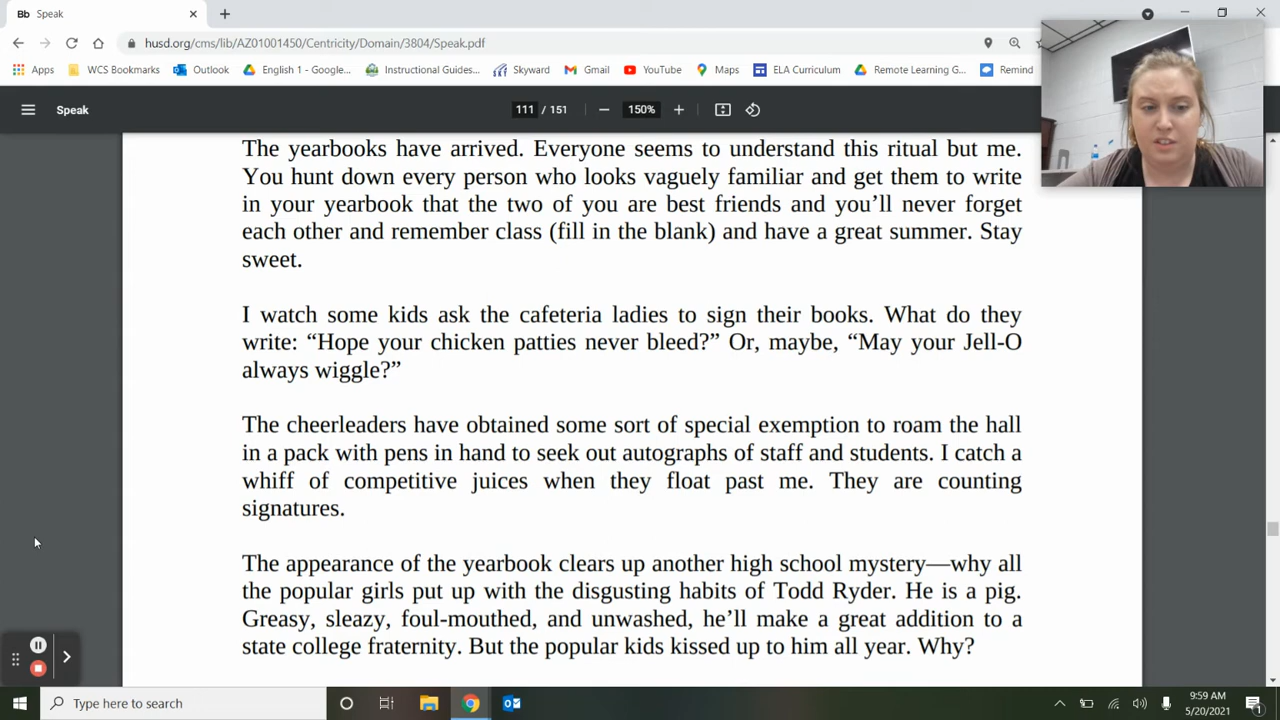 Bb Speak
husd.org/cms/lib/AZ01001450/Centricity/Domain/3804/Speak.pdf
Apps WCS Bookmarks Outlook English 1 - Google... Instructional Guides... Skyward Gmail YouTube Maps ELA Curriculum Remote Learning G... Remind
Speak 111 / 151 150%
The yearbooks have arrived. Everyone seems to understand this ritual but me.
You hunt down every person who looks vaguely familiar and get them to write
in your yearbook that the two of you are best friends and you’ll never forget
each other and remember class (fill in the blank) and have a great summer. Stay
sweet.
I watch some kids ask the cafeteria ladies to sign their books. What do they
write: “Hope your chicken patties never bleed?” Or, maybe, “May your Jell-O
always wiggle?”
The cheerleaders have obtained some sort of special exemption to roam the hall
in a pack with pens in hand to seek out autographs of staff and students. I catch a
whiff of competitive juices when they float past me. They are counting
signatures.
The appearance of the yearbook clears up another high school mystery—why all
the popular girls put up with the disgusting habits of Todd Ryder. He is a pig.
Greasy, sleazy, foul-mouthed, and unwashed, he’ll make a great addition to a
state college fraternity. But the popular kids kissed up to him all year. Why?
Type here to search
9:59 AM
5/20/2021
1